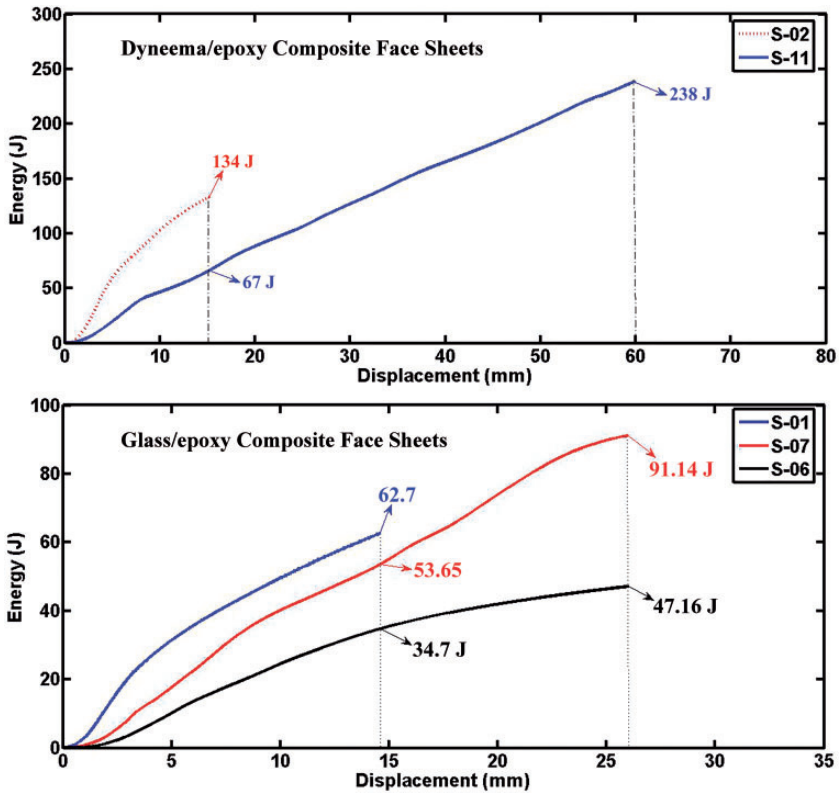 300
Dyneema/epoxy Composite Face Sheets
S-02
S-11
250
238 J
200
Energy (J)
150
134 J
100
67 J
50
0
0 10 20 30 40 50 60 70 80
Displacement (mm)
100
Glass/epoxy Composite Face Sheets
S-01
S-07
S-06
80
91.14 J
62.7
60
Energy (J)
53.65
40
47.16 J
34.7 J
20
0
0 5 10 15 20 25 30 35
Displacement (mm)